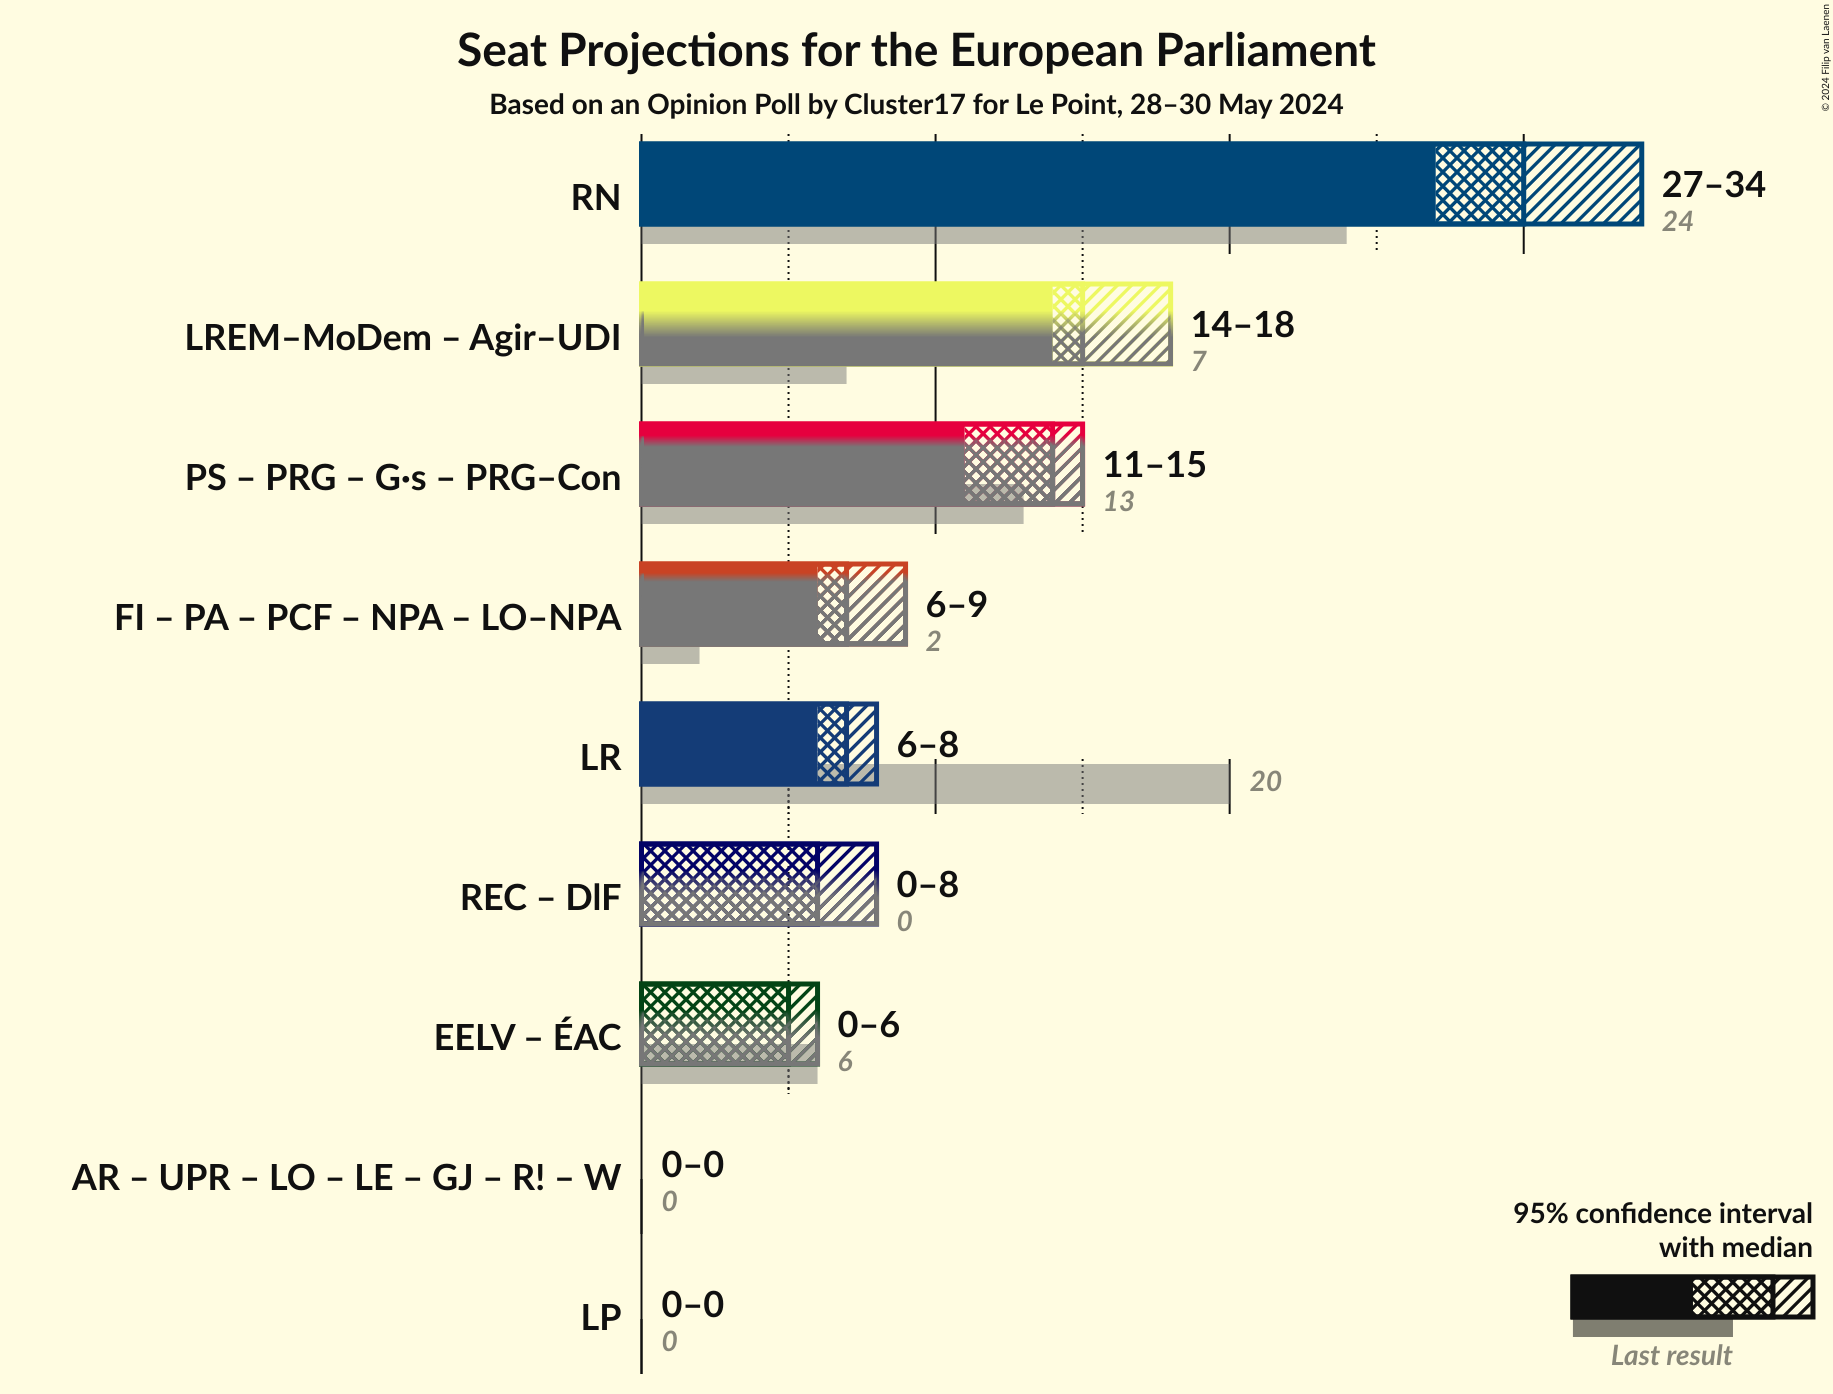 Seat Projections for the European Parliament
Based on an Opinion Poll by Cluster17 for Le Point, 28–30 May 2024
© 2024 Filip van Laenen
RN
27–34
24
LREM–MoDem – Agir–UDI
14–18
7
PS – PRG – G·s – PRG–Con
11–15
13
FI – PA – PCF – NPA – LO–NPA
6–9
2
LR
6–8
20
REC – DlF
0–8
0
EELV – ÉAC
0–6
6
AR – UPR – LO – LE – GJ – R! – W
0–0
0
LP
0–0
0
95% confidence interval
with median
Last result